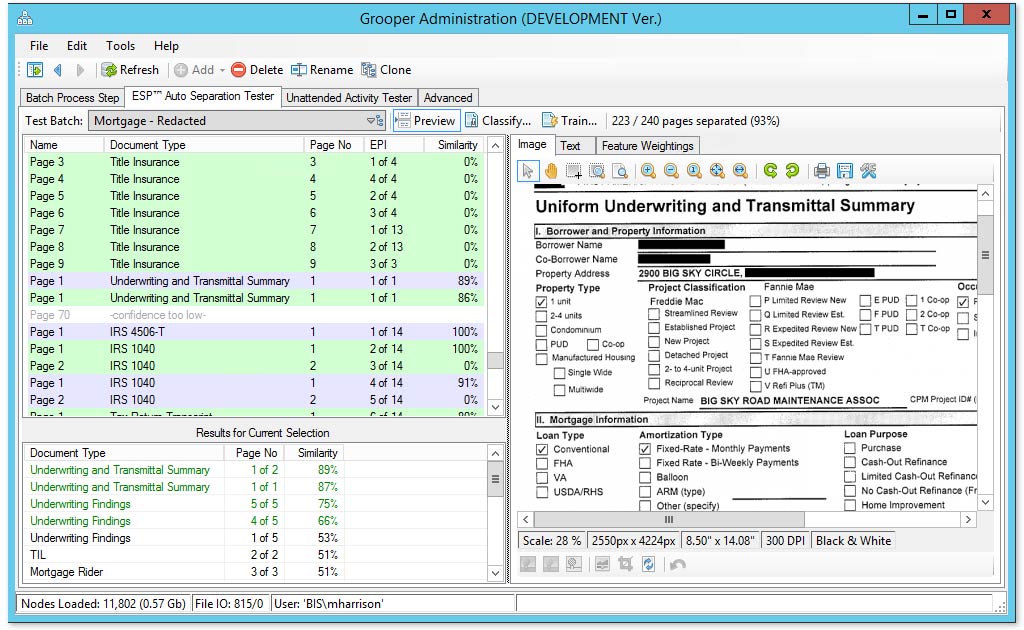 Grooper Administration (DEVELOPMENT Ver.)
File Edit Tools Help
Refresh Add Delete Rename Clone
Batch Process Step ESP™ Auto Separation Tester Unattended Activity Tester Advanced
Test Batch: Mortgage - Redacted Preview Classify... Train... 223 / 240 pages separated (93%)
Name Document Type Page No EPI Similarity
Page 3 Title Insurance 3 1 of 4 0%
Page 4 Title Insurance 4 4 of 4 0%
Page 5 Title Insurance 5 2 of 4 0%
Page 6 Title Insurance 6 3 of 4 0%
Page 7 Title Insurance 7 1 of 13 0%
Page 8 Title Insurance 8 2 of 13 0%
Page 9 Title Insurance 9 3 of 3 0%
Page 1 Underwriting and Transmittal Summary 1 1 of 1 89%
Page 1 Underwriting and Transmittal Summary 1 1 of 1 86%
Page 70 -confidence too low-
Page 1 IRS 4506-T 1 1 of 14 100%
Page 1 IRS 1040 1 2 of 14 100%
Page 2 IRS 1040 2 3 of 14 0%
Page 1 IRS 1040 1 4 of 14 91%
Page 2 IRS 1040 2 5 of 14 0%
Results for Current Selection
Document Type Page No Similarity
Underwriting and Transmittal Summary 1 of 2 89%
Underwriting and Transmittal Summary 1 of 1 87%
Underwriting Findings 5 of 5 75%
Underwriting Findings 4 of 5 66%
Underwriting Findings 1 of 5 53%
TIL 2 of 2 51%
Mortgage Rider 3 of 3 51%
Image Text Feature Weightings
Uniform Underwriting and Transmittal Summary
I. Borrower and Property Information
Borrower Name
Co-Borrower Name
Property Address 2900 BIG SKY CIRCLE,
Property Type Project Classification Fannie Mae Occ
1 unit Freddie Mac P Limited Review New E PUD 1 Co-op P
2-4 units Streamlined Review Q Limited Review Est. F PUD 2 Co-op S
Condominium Established Project R Expedited Review New T PUD T Co-op In
PUD Co-op New Project S Expedited Review Est.
Manufactured Housing Detached Project T Fannie Mae Review
Single Wide 2- to 4-unit Project U FHA-approved
Multiwide Reciprocal Review V Refi Plus (TM)
Project Name BIG SKY ROAD MAINTENANCE ASSOC CPM Project ID# (
II. Mortgage Information
Loan Type Amortization Type Loan Purpose
Conventional Fixed-Rate - Monthly Payments Purchase
FHA Fixed Rate - Bi-Weekly Payments Cash-Out Refinance
VA Balloon Limited Cash-Out Refinance
USDA/RHS ARM (type) No Cash-Out Refinance (Fr
Other (specify) Home Improvement
Scale: 28 % 2550px x 4224px 8.50" x 14.08" 300 DPI Black & White
Nodes Loaded: 11,802 (0.57 Gb) File IO: 815/0 User: 'BIS\mharrison'